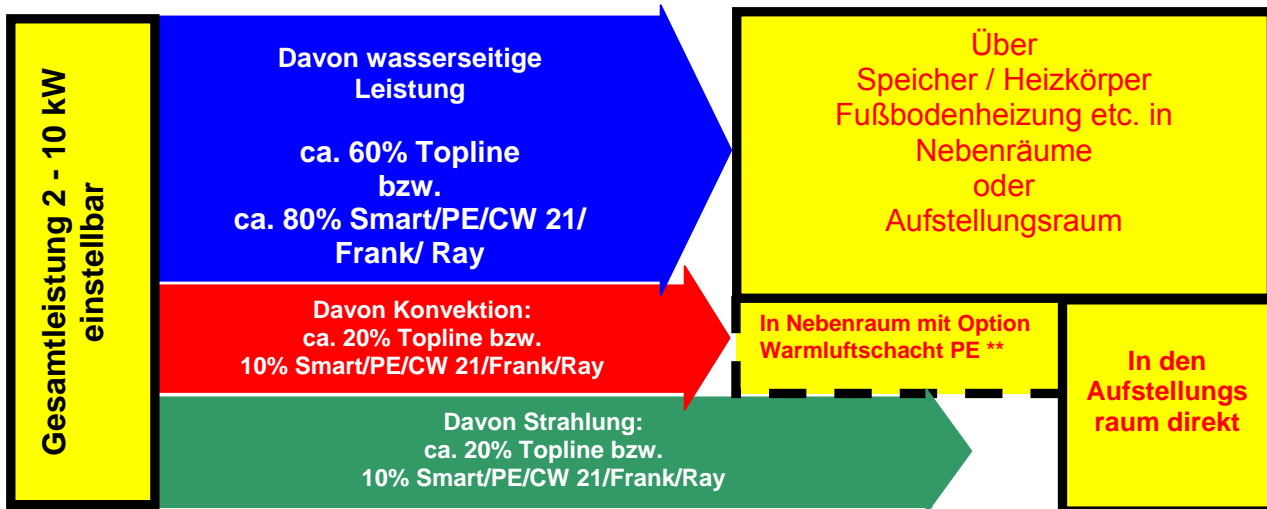 Gesamtleistung 2 - 10 kW
einstellbar
Davon wasserseitige
Leistung
ca. 60% Topline
bzw.
ca. 80% Smart/PE/CW 21/
Frank/ Ray
Über
Speicher / Heizkörper
Fußbodenheizung etc. in
Nebenräume
oder
Aufstellungsraum
Davon Konvektion:
ca. 20% Topline bzw.
10% Smart/PE/CW 21/Frank/Ray
In Nebenraum mit Option
Warmluftschacht PE **
In den
Aufstellungs
raum direkt
Davon Strahlung:
ca. 20% Topline bzw.
10% Smart/PE/CW 21/Frank/Ray